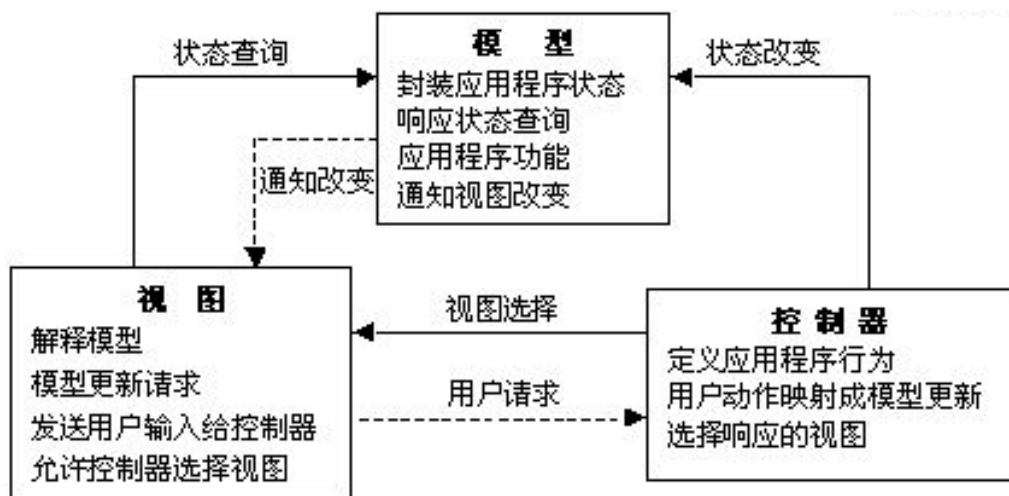 状态查询
模 型
封装应用程序状态
响应状态查询
应用程序功能
通知视图改变
状态改变
通知改变
视 图
解释模型
模型更新请求
发送用户输入给控制器
允许控制器选择视图
视图选择
用户请求
控 制 器
定义应用程序行为
用户动作映射成模型更新
选择响应的视图